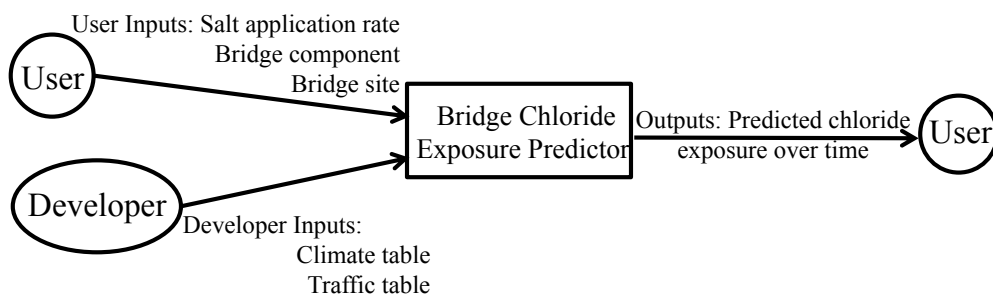 User Inputs: Salt application rate
Bridge component
Bridge site
User
Bridge Chloride
Exposure Predictor
Outputs: Predicted chloride
exposure over time
User
Developer
Developer Inputs:
Climate table
Traffic table